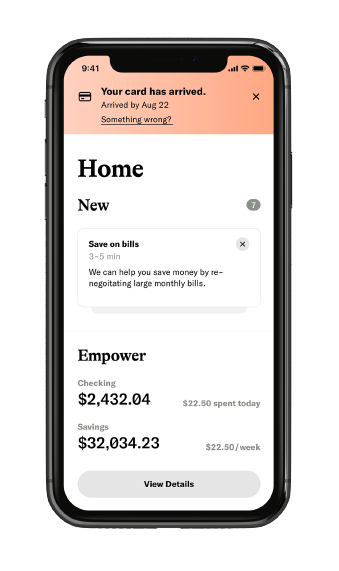 9:41
Your card has arrived.
Arrived by Aug 22
Something wrong?
Home
New
7
Save on bills
3–5 min
We can help you save money by re–
negoitating large monthly bills.
Empower
Checking
$2,432.04
$22.50 spent today
Savings
$32,034.23
$22.50/week
View Details